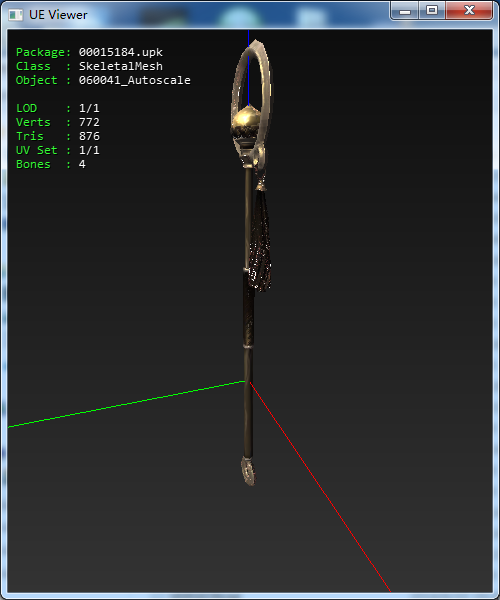 UE Viewer
Package: 00015184.upk
Class  : SkeletalMesh
Object : 060041_Autoscale
LOD    : 1/1
Verts  : 772
Tris   : 876
UV Set : 1/1
Bones  : 4